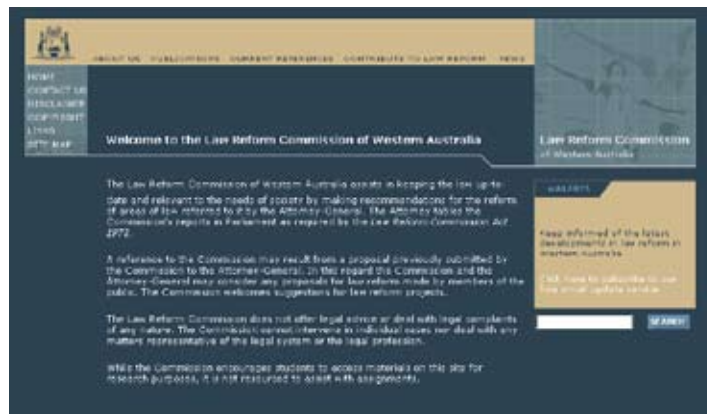 ABOUT US PUBLICATIONS CURRENT REFERENCES CONTRIBUTE TO LAW REFORM NEWS
HOME
CONTACT US
DISCLAIMER
COPYRIGHT
LINKS
SITE MAP
Welcome to the Law Reform Commission of Western Australia
Law Reform Commission
of Western Australia
The Law Reform Commission of Western Australia assists in keeping the law up-to-
date and relevant to the needs of society by making recommendations for the reform
of areas of law referred to it by the Attorney-General. The Attorney tables the
Commission's reports in Parliament as required by the Law Reform Commission Act
1972.
A reference to the Commission may result from a proposal previously submitted by
the Commission to the Attorney-General. In this regard the Commission and the
Attorney-General may consider any proposals for law reform made by members of the
public. The Commission welcomes suggestions for law reform projects.
The Law Reform Commission does not offer legal advice or deal with legal complaints
of any nature. The Commission cannot intervene in individual cases nor deal with any
matters representative of the legal system or the legal profession.
While the Commission encourages students to access materials on this site for
research purposes, it is not resourced to assist with assignments.
Keep informed of the latest
developments in law reform in
Western Australia
Click here to subscribe to our
free email update service
SEARCH